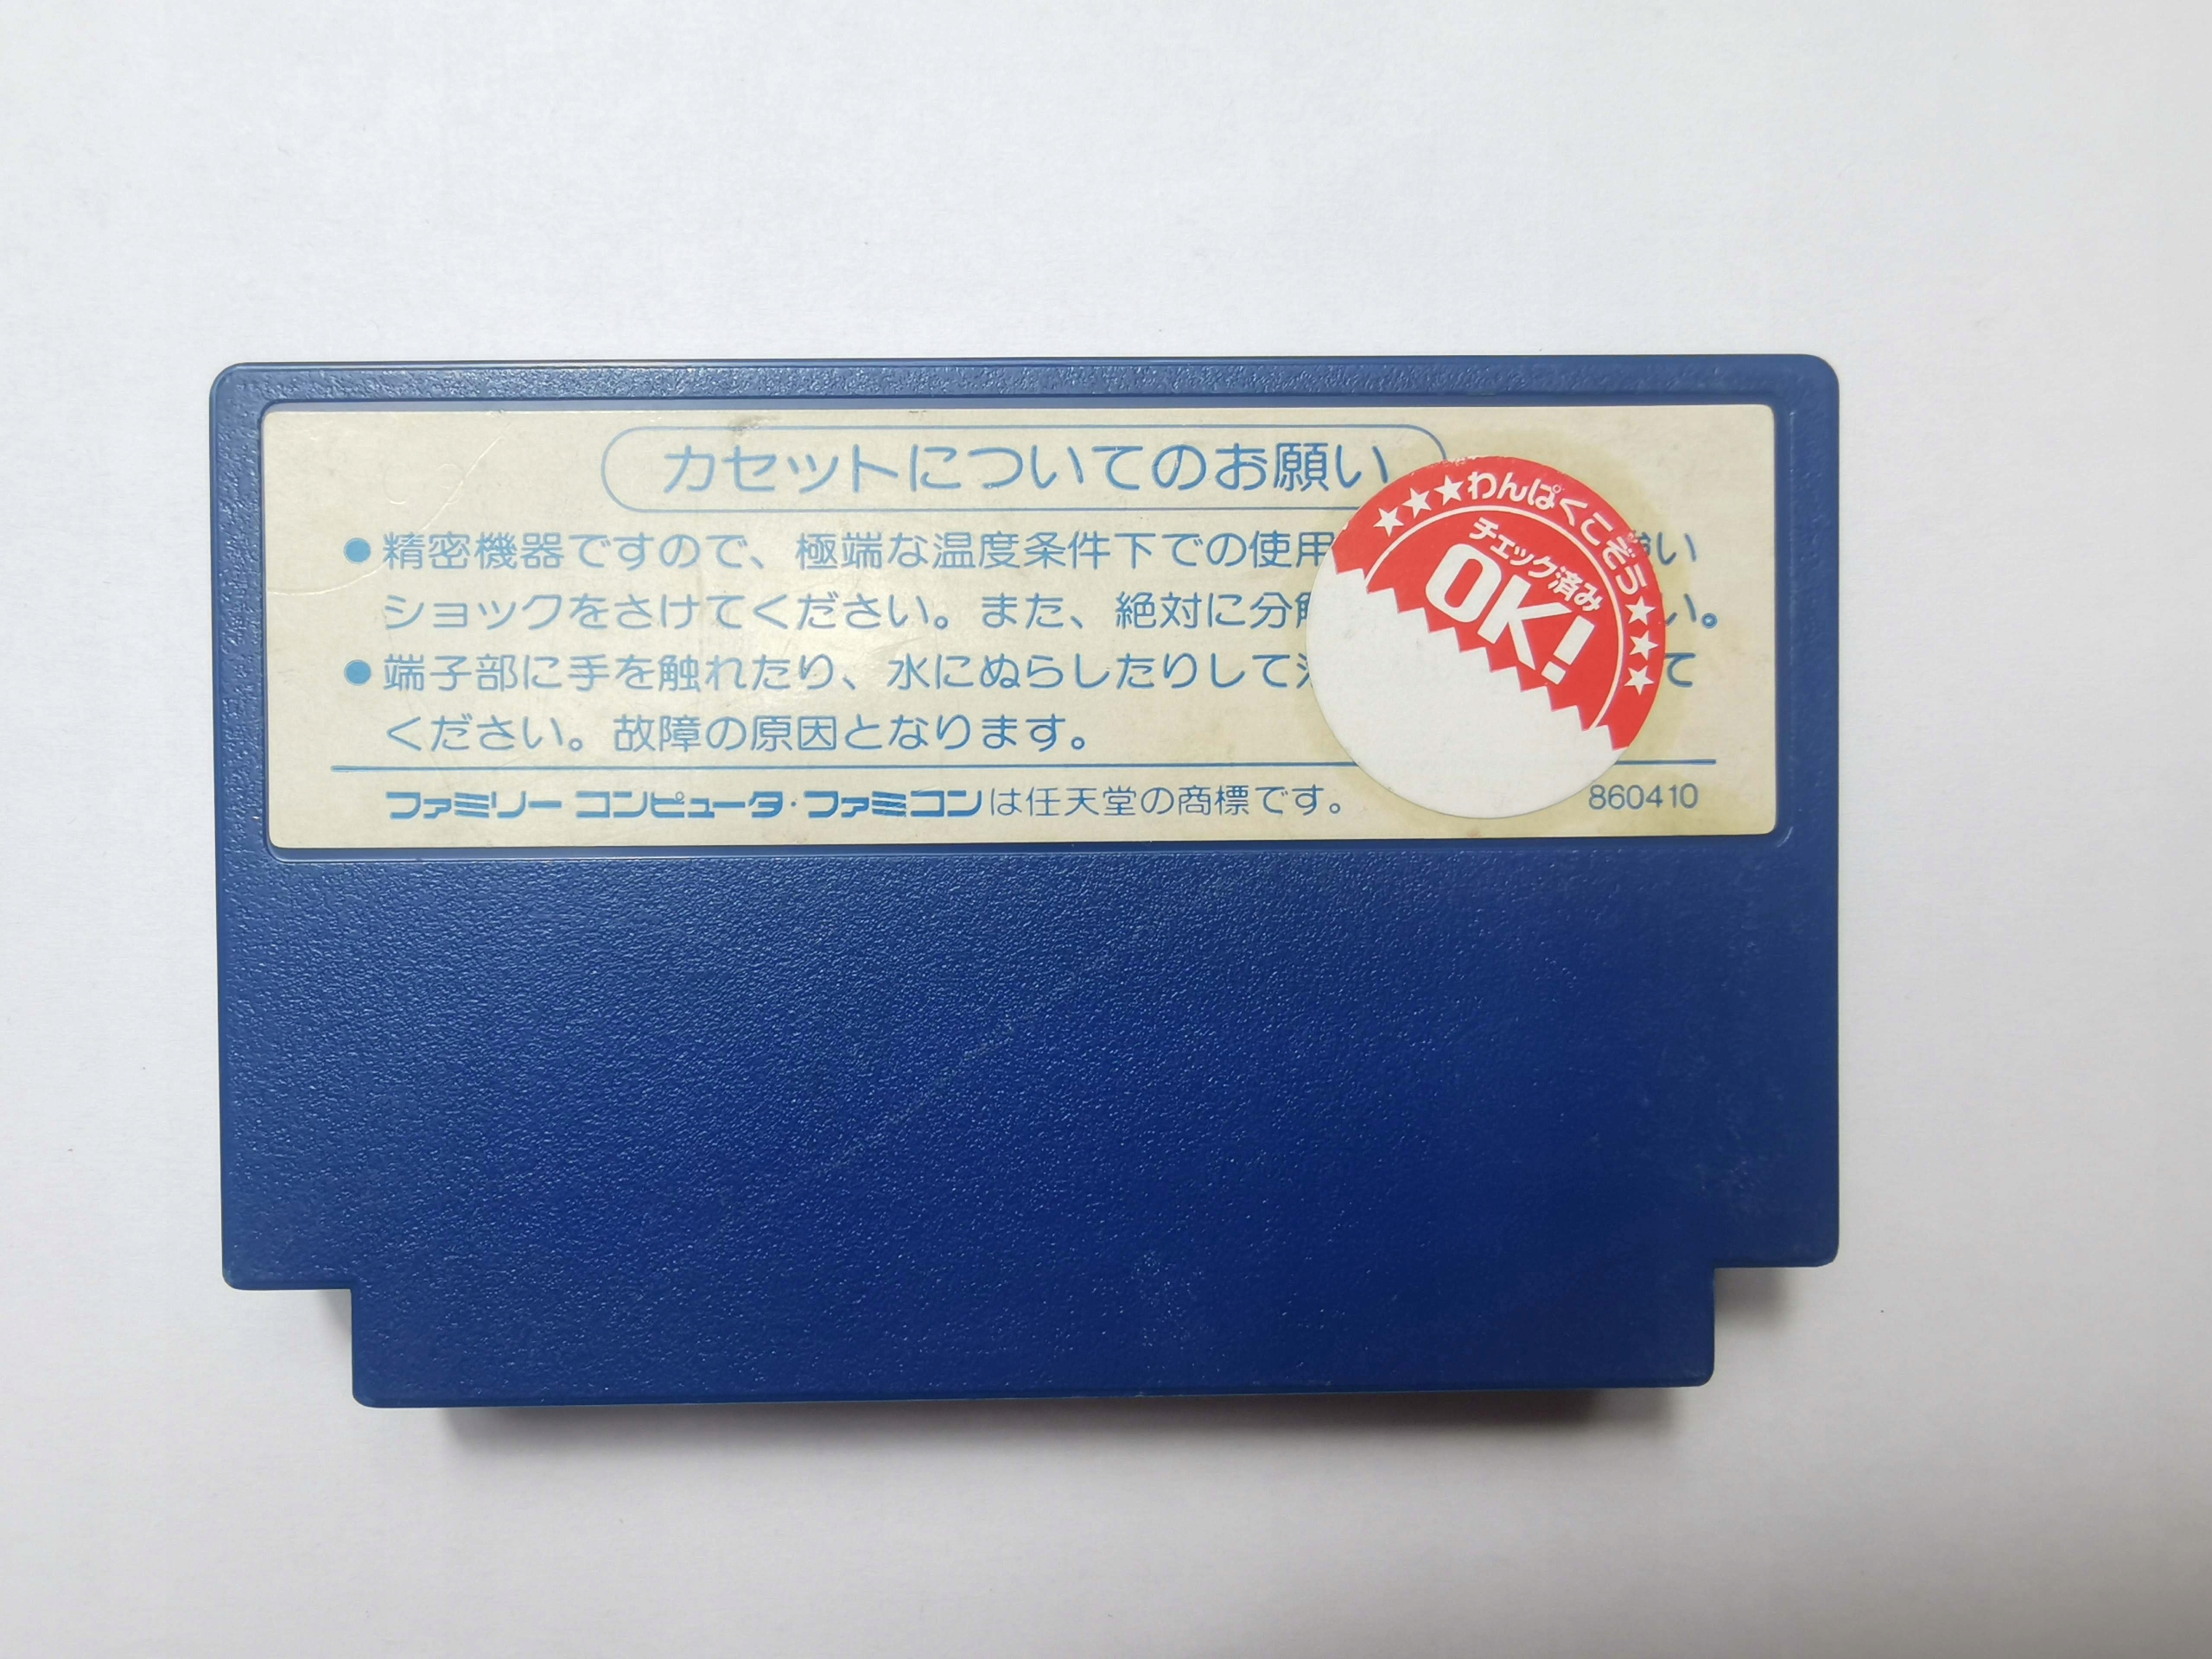 カセットについてのお願い
●精密機器ですので、極端な温度条件下での使用 い
ショックをさけてください。また、絶対に分 い。
●端子部に手を触れたり、水にぬらしたりして て
ください。故障の原因となります。
ファミリーコンピュータ・ファミコンは任天堂の商標です。
860410
★★★わんぱくこぞう★★★
チェック済み
OK!